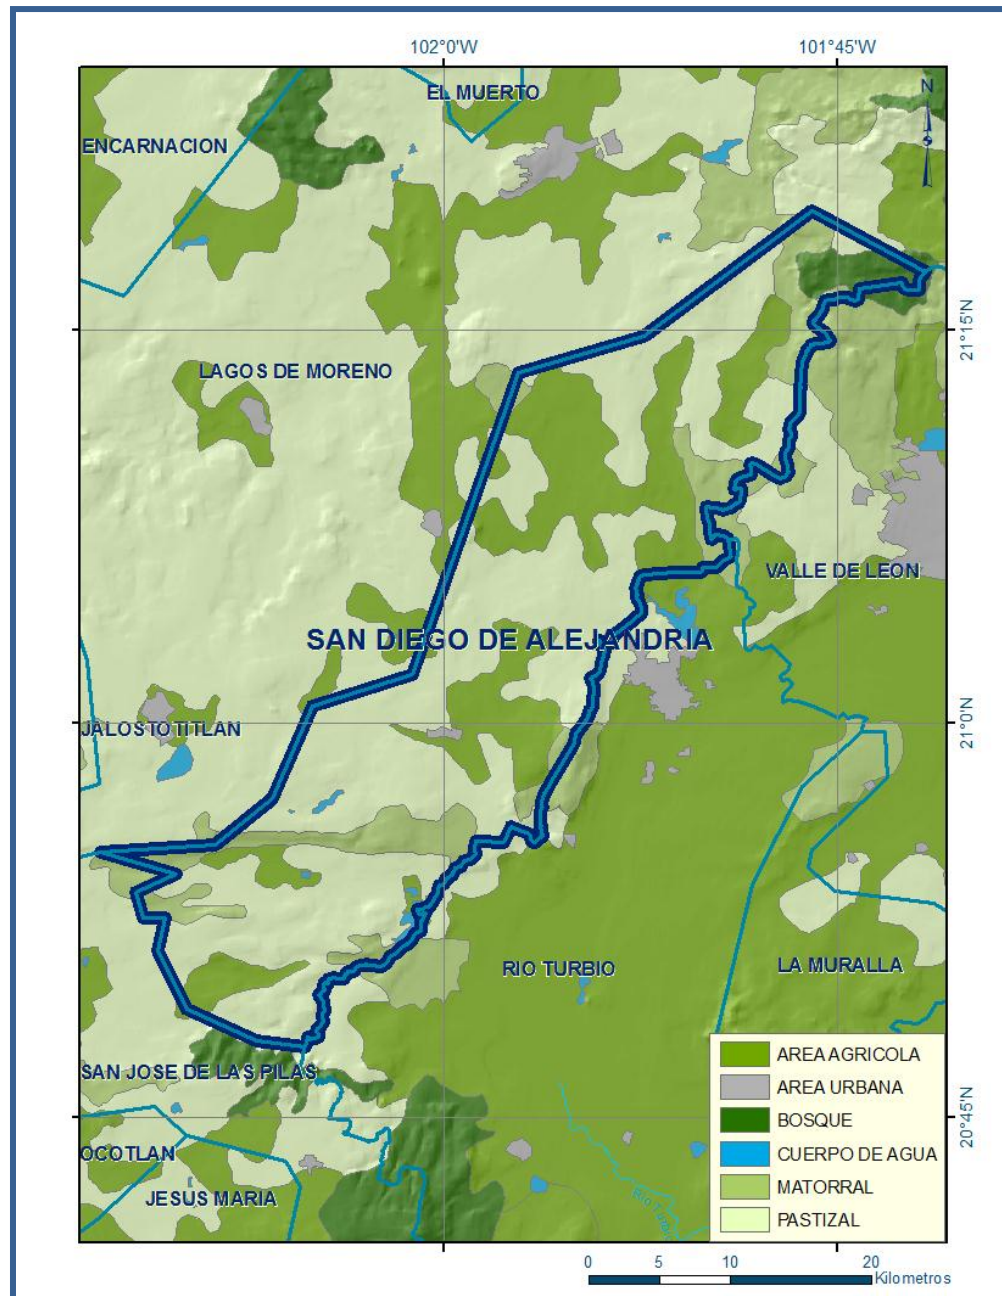 102°0'W
101°45'W
EL MUERTO
N
ENCARNACION
21°15'N
LAGOS DE MORENO
VALLE DE LEON
SAN DIEGO DE ALEJANDRIA
JALOSTOTITLAN
21°0'N
RIO TURBIO
LA MURALLA
SAN JOSE DE LAS PILAS
20°45'N
OCOTLAN
JESUS MARIA
Rio Turbio
AREA AGRICOLA
AREA URBANA
BOSQUE
CUERPO DE AGUA
MATORRAL
PASTIZAL
0 5 10 20
Kilometros